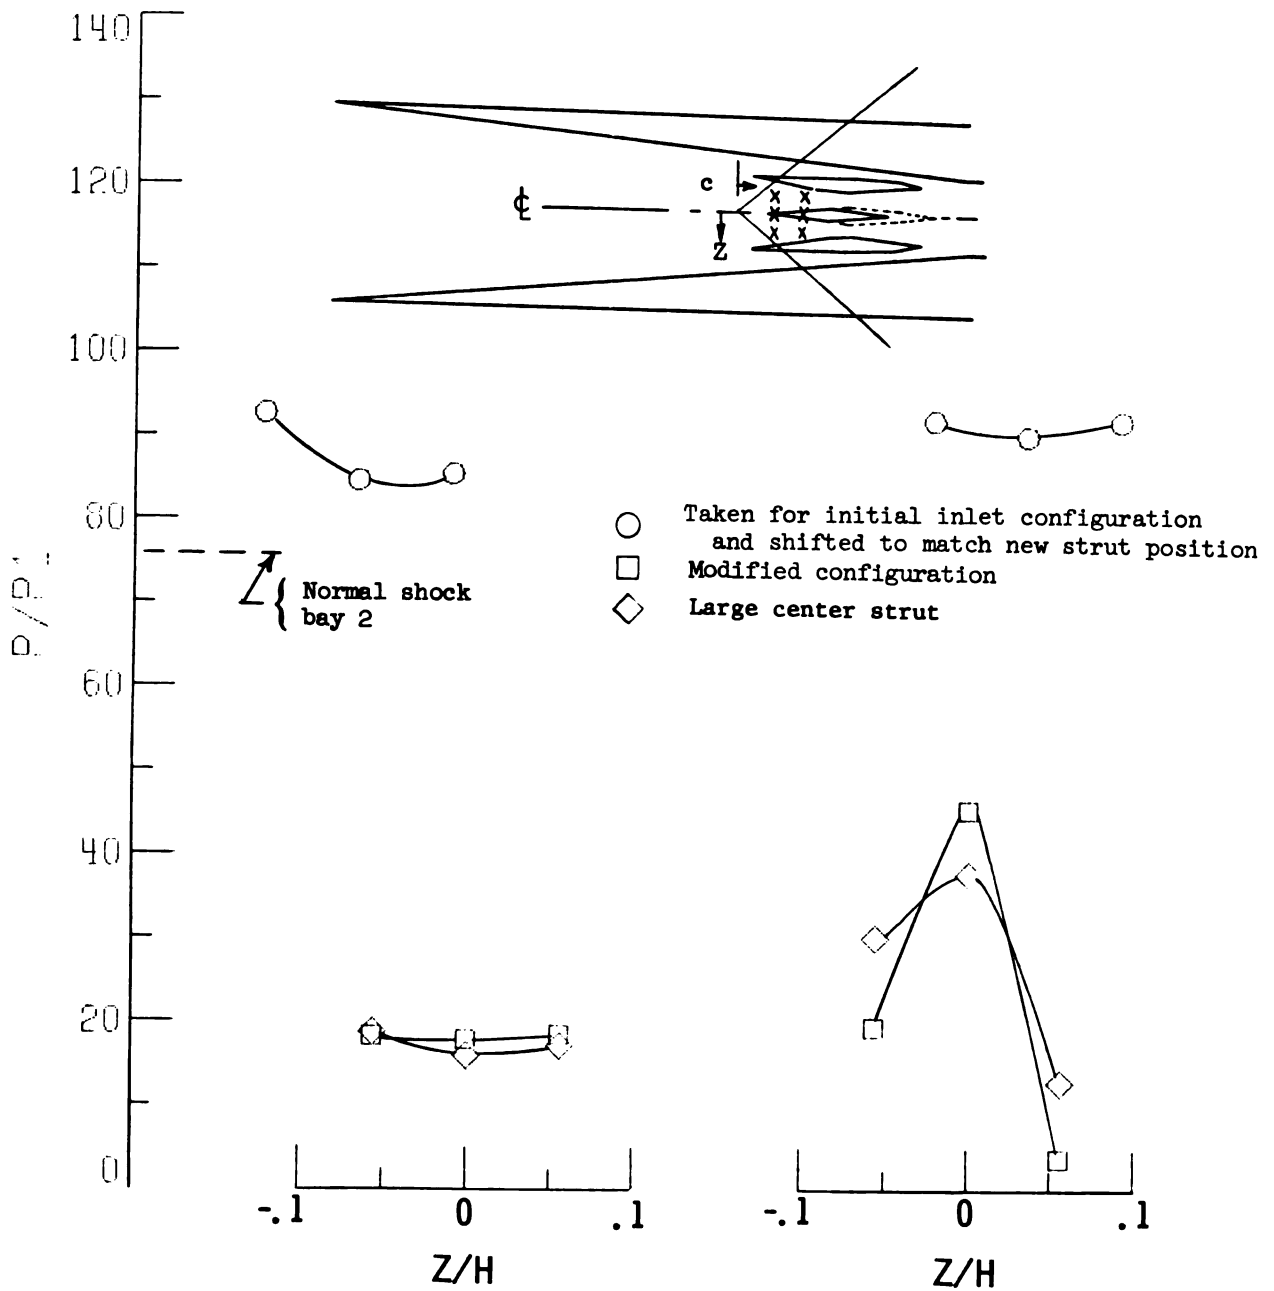 140
120
100
80
60
40
20
0
P/P1
℄
c
Z
x x
x x
x x
Normal shock
bay 2
Taken for initial inlet configuration
and shifted to match new strut position
Modified configuration
Large center strut
-.1 0 .1
Z/H
-.1 0 .1
Z/H